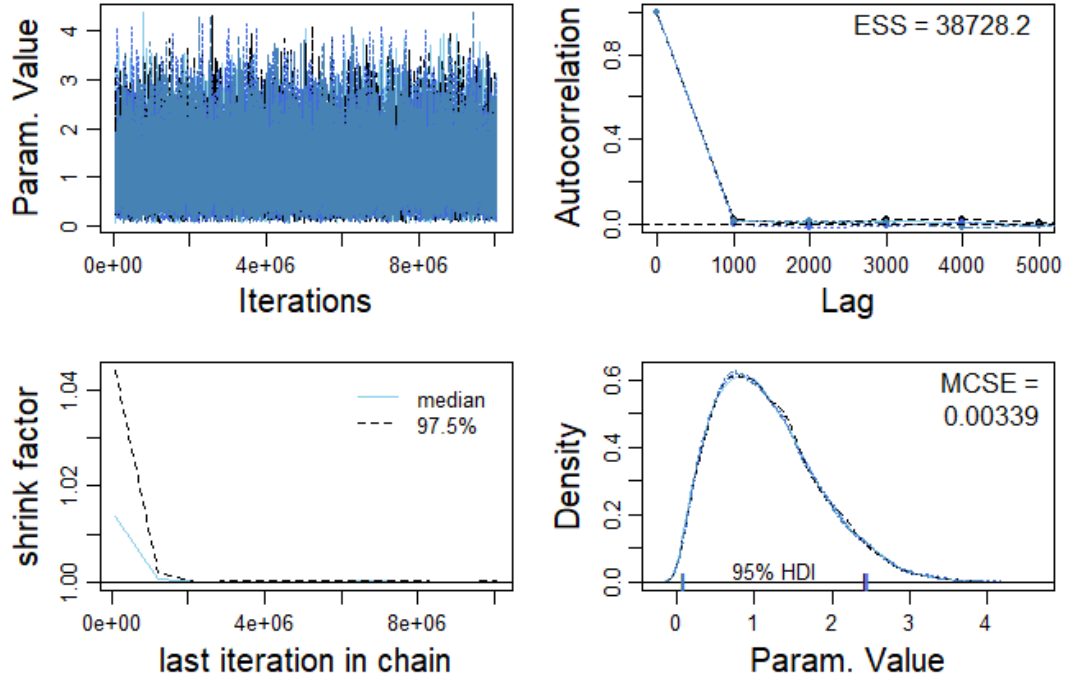 Param. Value
4
3
2
1
0
0e+00 4e+06 8e+06
Iterations
Autocorrelation
0.8
0.4
0.0
ESS = 38728.2
0 1000 2000 3000 4000 5000
Lag
shrink factor
1.04
1.02
1.00
median
97.5%
0e+00 4e+06 8e+06
last iteration in chain
Density
0.6
0.4
0.2
0.0
MCSE =
0.00339
95% HDI
0 1 2 3 4
Param. Value